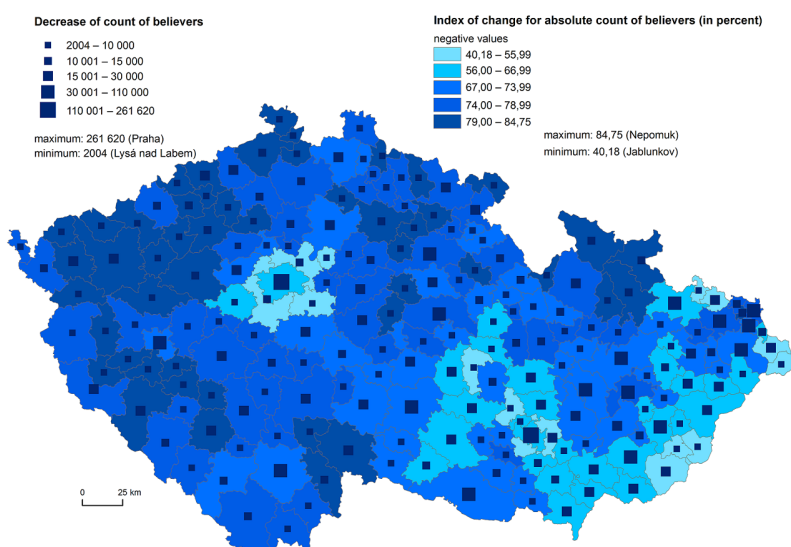 Decrease of count of believers
2004 – 10 000
10 001 – 15 000
15 001 – 30 000
30 001 – 110 000
110 001 – 261 620
maximum: 261 620 (Praha)
minimum: 2004 (Lysá nad Labem)
Index of change for absolute count of believers (in percent)
negative values
40,18 – 55,99
56,00 – 66,99
67,00 – 73,99
74,00 – 78,99
79,00 – 84,75
maximum: 84,75 (Nepomuk)
minimum: 40,18 (Jablunkov)
0 25 km